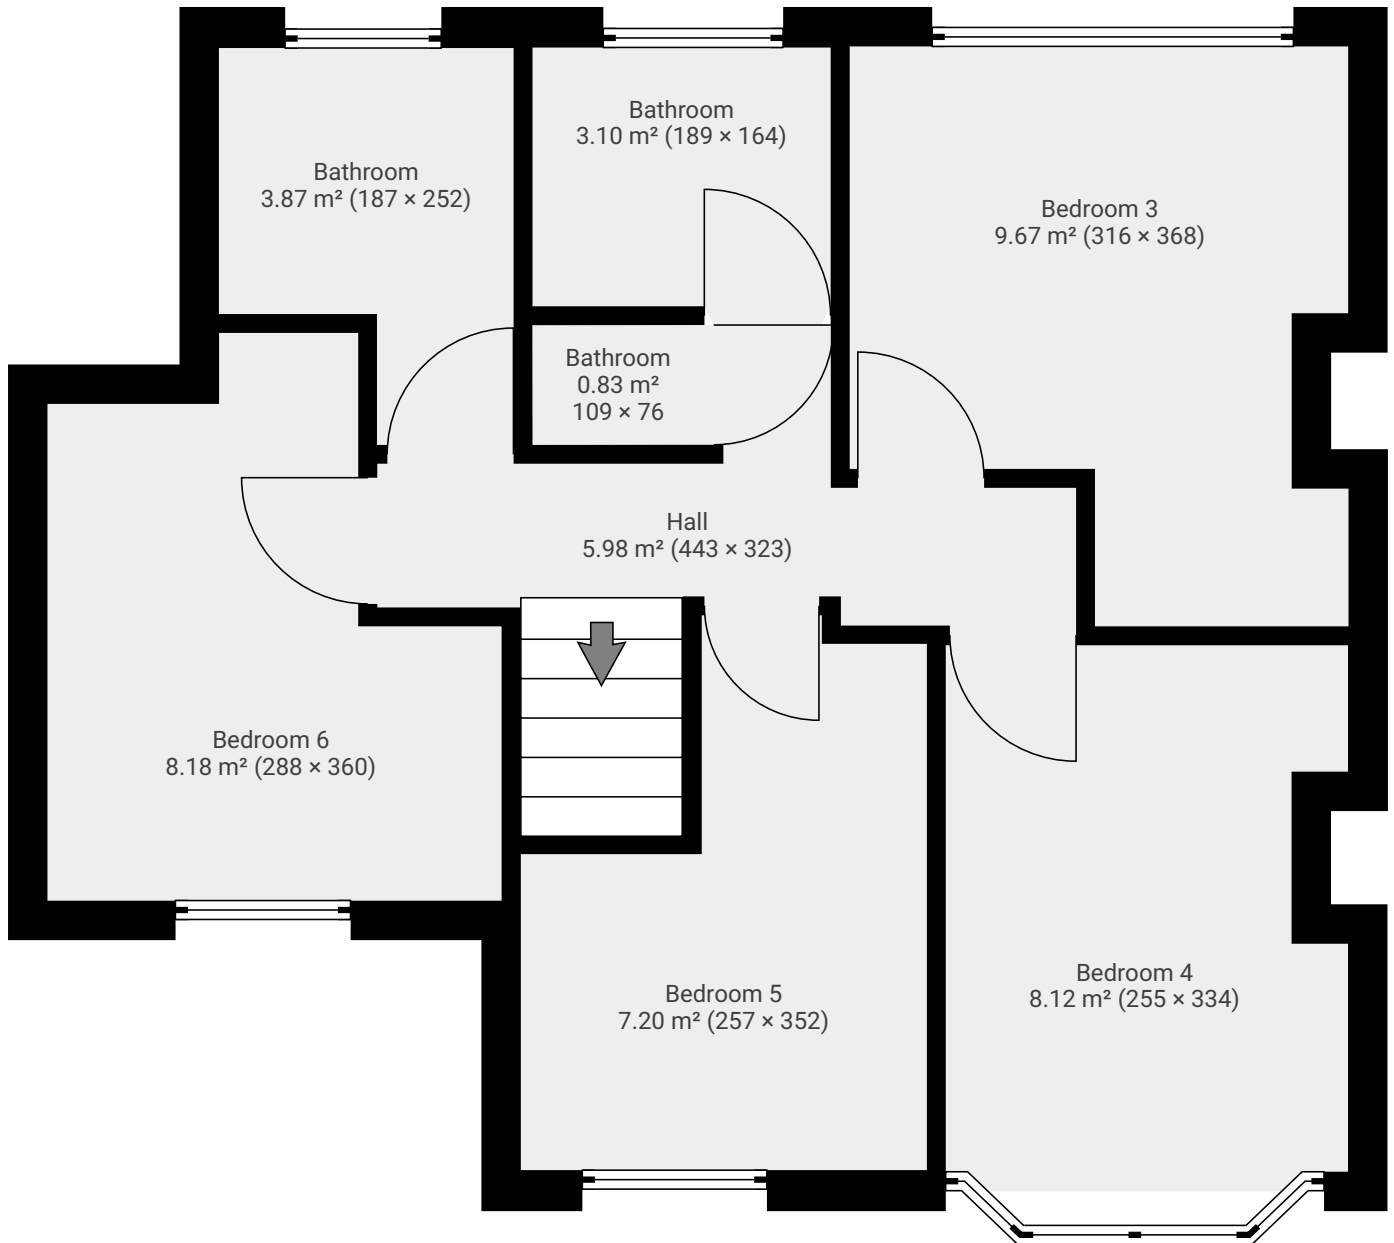 Bathroom
3.10 m² (189 × 164)
Bathroom
3.87 m² (187 × 252)
Bedroom 3
9.67 m² (316 × 368)
Bathroom
0.83 m²
109 × 76
Hall
5.98 m² (443 × 323)
Bedroom 6
8.18 m² (288 × 360)
Bedroom 4
8.12 m² (255 × 334)
Bedroom 5
7.20 m² (257 × 352)